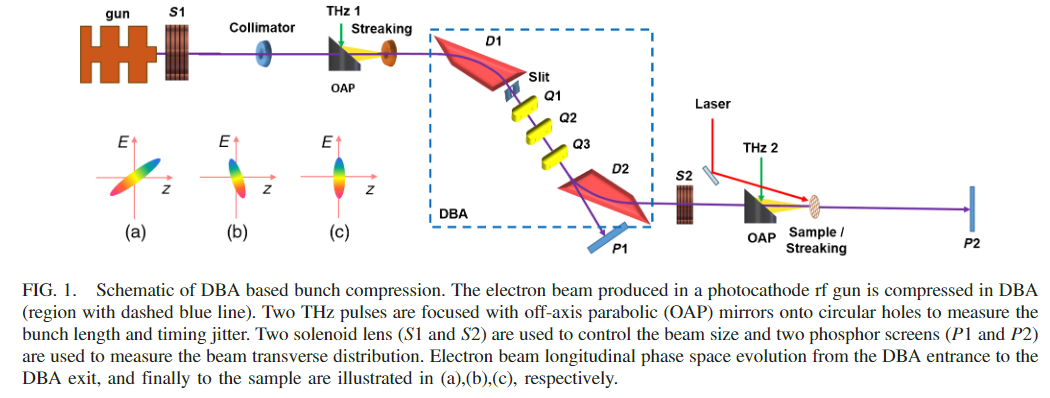 gun
S1
Collimator
THz 1
Streaking
OAP
D1
Slit
Q1
Q2
Q3
D2
DBA
P1
S2
Laser
THz 2
OAP
Sample /
Streaking
P2
E
z
(a)
E
z
(b)
E
z
(c)
FIG. 1. Schematic of DBA based bunch compression. The electron beam produced in a photocathode rf gun is compressed in DBA
(region with dashed blue line). Two THz pulses are focused with off-axis parabolic (OAP) mirrors onto circular holes to measure the
bunch length and timing jitter. Two solenoid lens (S1 and S2) are used to control the beam size and two phosphor screens (P1 and P2)
are used to measure the beam transverse distribution. Electron beam longitudinal phase space evolution from the DBA entrance to the
DBA exit, and finally to the sample are illustrated in (a),(b),(c), respectively.